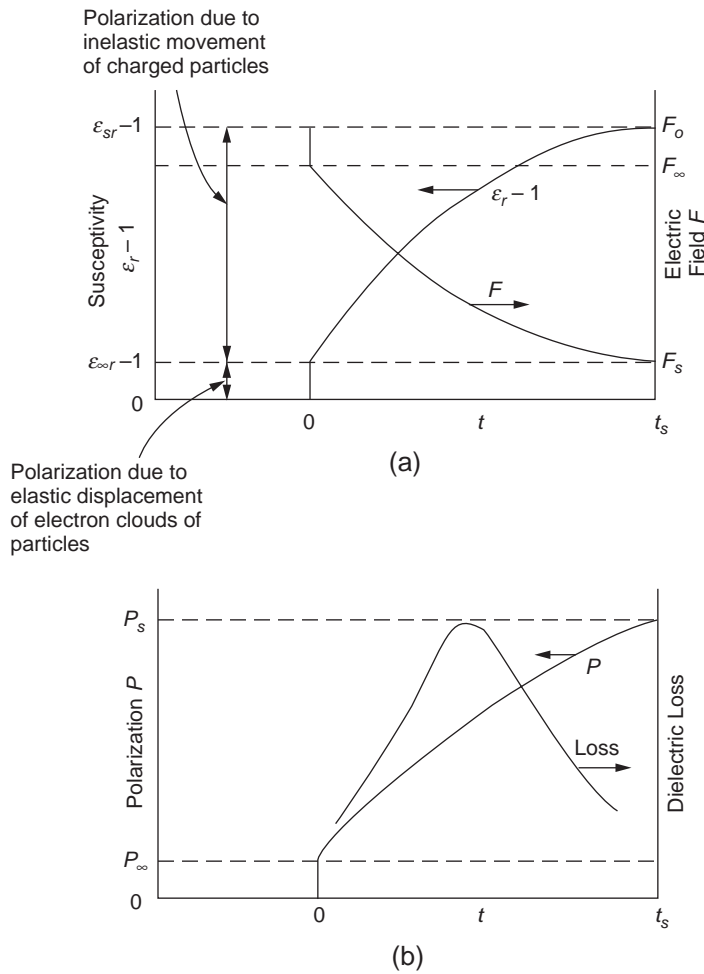 Polarization due to
inelastic movement
of charged particles
εsr – 1
Fo
F∞
εr – 1
Susceptivity
εr – 1
Electric
Field F
F
ε∞r – 1
Fs
0
0
t
ts
(a)
Polarization due to
elastic displacement
of electron clouds of
particles
Ps
P
Polarization P
Dielectric Loss
Loss
P∞
0
0
t
ts
(b)